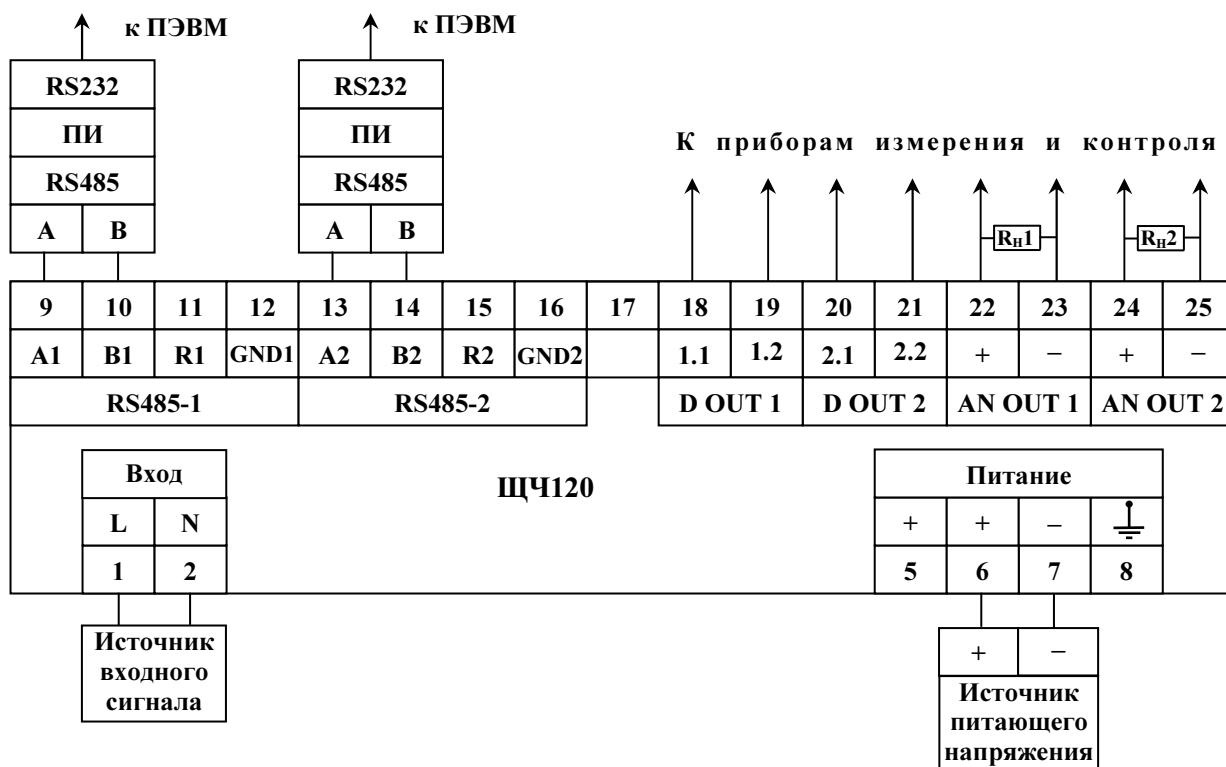 к ПЭВМ к ПЭВМ
RS232 RS232
ПИ ПИ
RS485 RS485
К приборам измерения и контроля
A B A B
RН1 RН2
9 10 11 12 13 14 15 16 17 18 19 20 21 22 23 24 25
A1 B1 R1 GND1 A2 B2 R2 GND2 1.1 1.2 2.1 2.2 + – + –
RS485-1 RS485-2 D OUT 1 D OUT 2 AN OUT 1 AN OUT 2
Вход ЩЧ120 Питание
L N + + –
1 2 5 6 7 8
Источник
входного
сигнала
+ –
Источник
питающего
напряжения